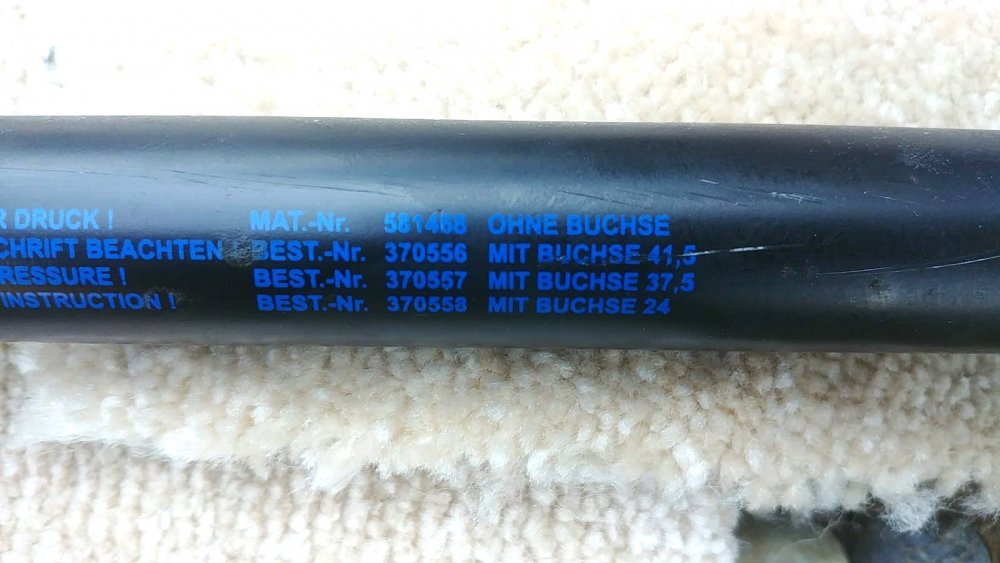 R DRUCK ! MAT.-Nr. 581488 OHNE BUCHSE
CHRIFT BEACHTEN ! BEST.-Nr. 370556 MIT BUCHSE 41,5
RESSURE ! BEST.-Nr. 370557 MIT BUCHSE 37,5
INSTRUCTION ! BEST.-Nr. 370558 MIT BUCHSE 24